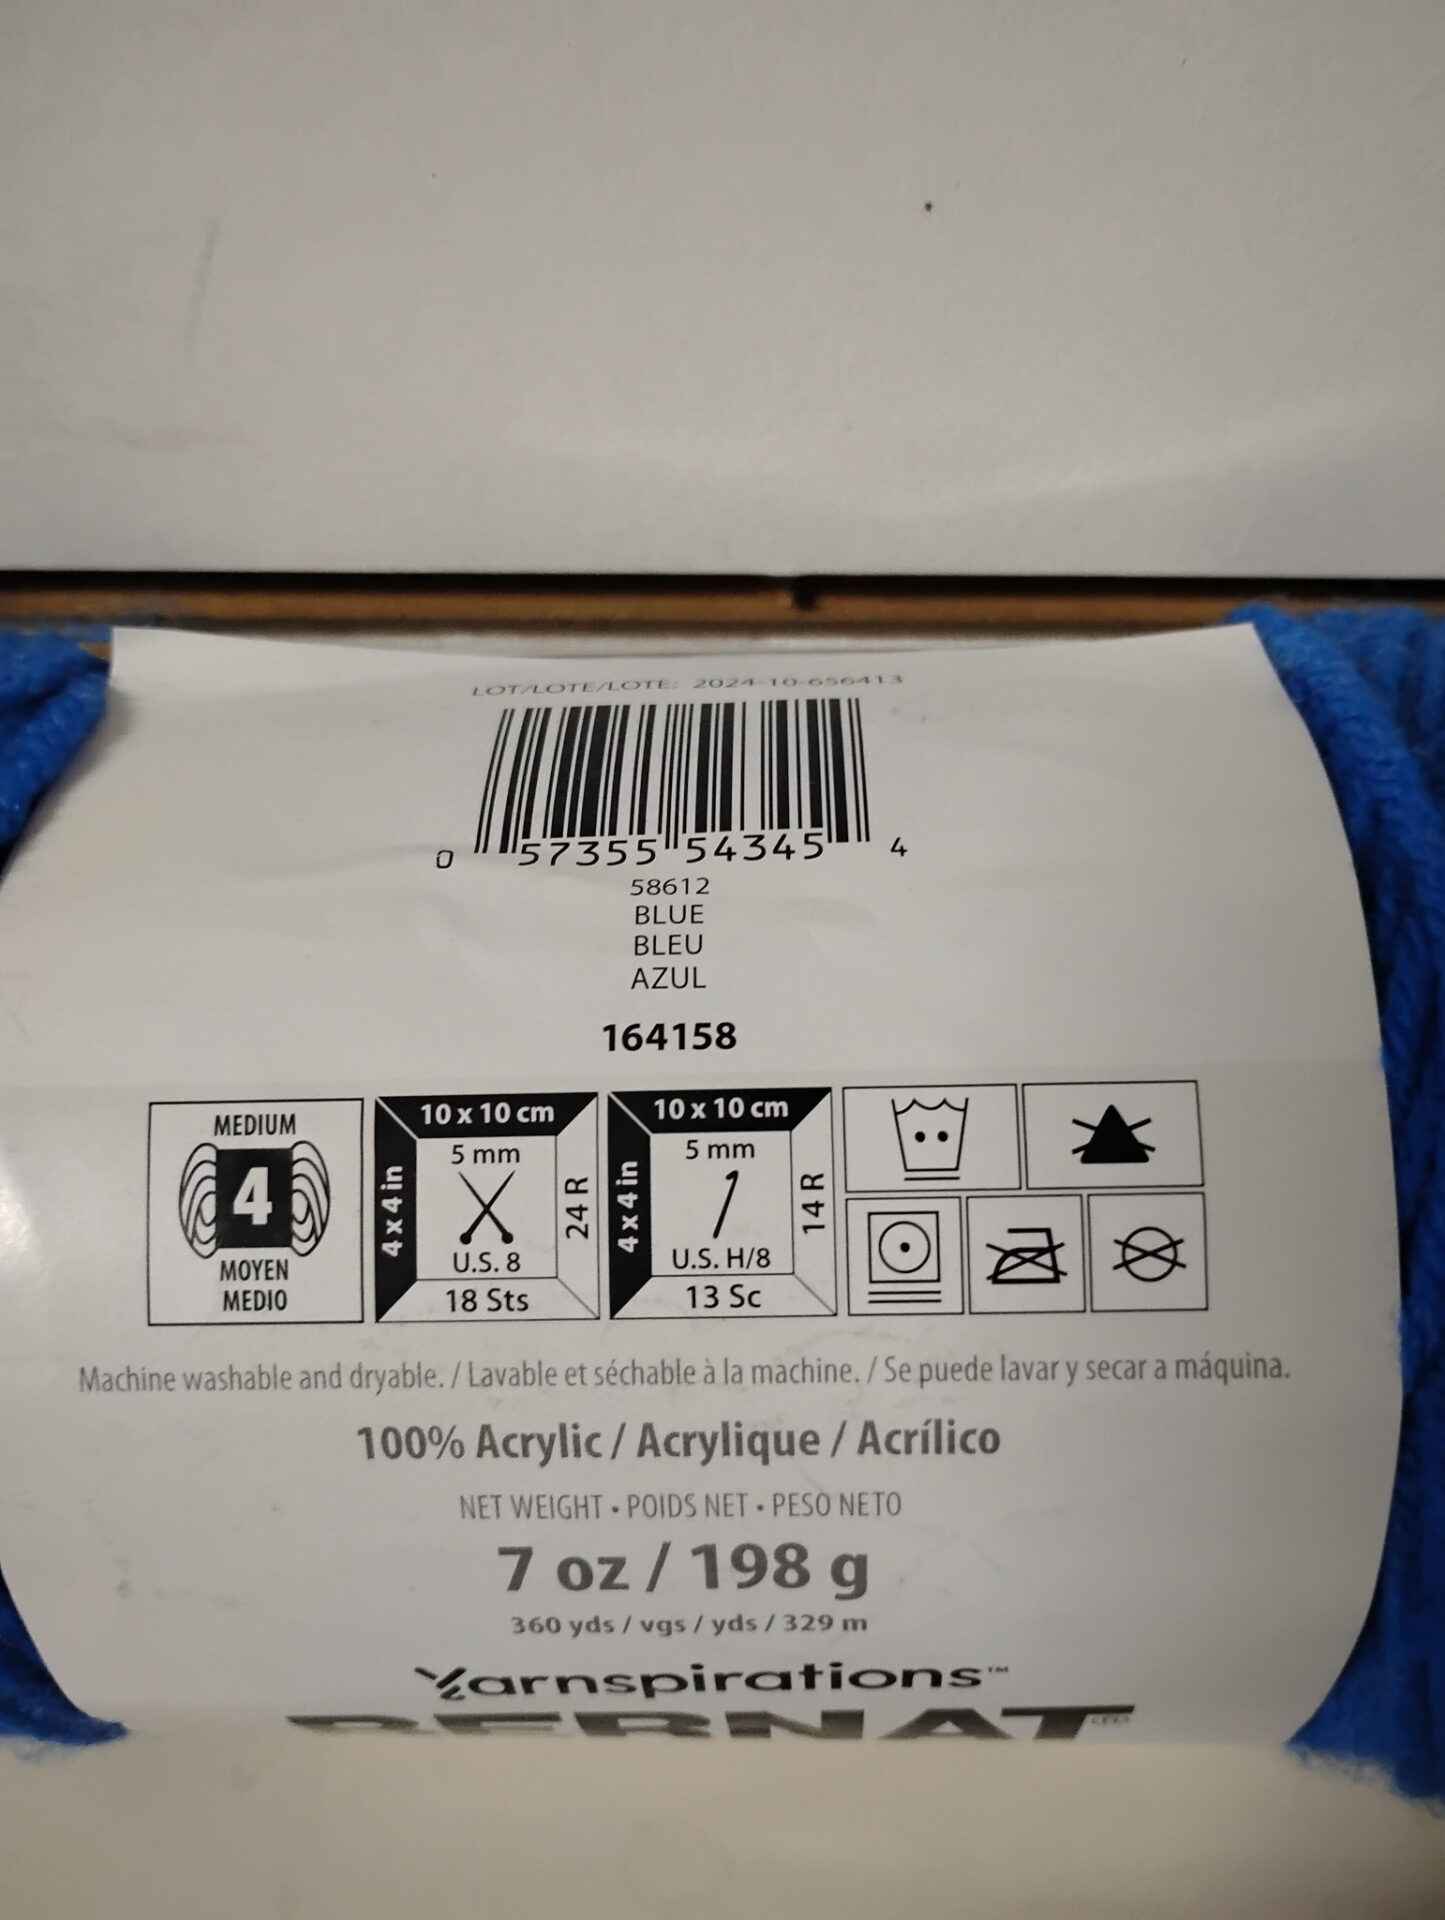 LOT/LOTE/LOTE: 2024-10-656413
0 57355 54345 4
58612
BLUE
BLEU
AZUL
164158
MEDIUM
4
MOYEN
MEDIO
10 x 10 cm
4 x 4 in
5 mm
U.S. 8
24 R
18 Sts
10 x 10 cm
4 x 4 in
5 mm
U.S. H/8
14 R
13 Sc
Machine washable and dryable. / Lavable et séchable à la machine. / Se puede lavar y secar a máquina.
100% Acrylic / Acrylique / Acrílico
NET WEIGHT • POIDS NET • PESO NETO
7 oz / 198 g
360 yds / vgs / yds / 329 m
Yarnspirations™
BERNAT